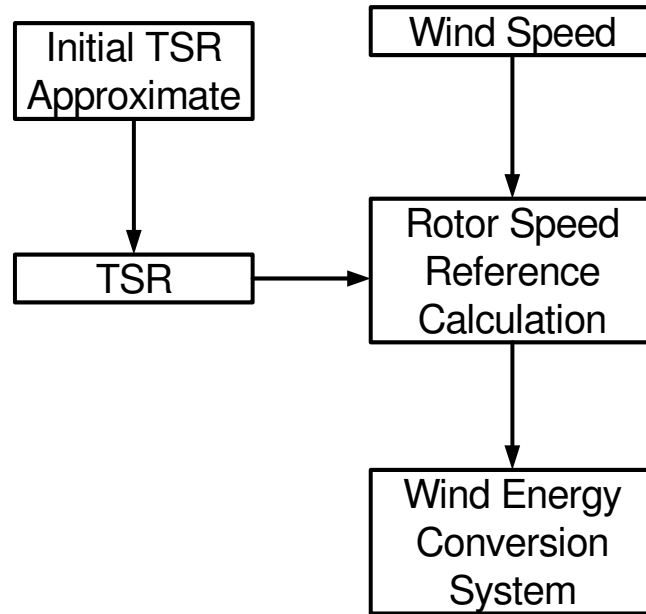 Initial TSR
Approximate
Wind Speed
TSR
Rotor Speed
Reference
Calculation
Wind Energy
Conversion
System